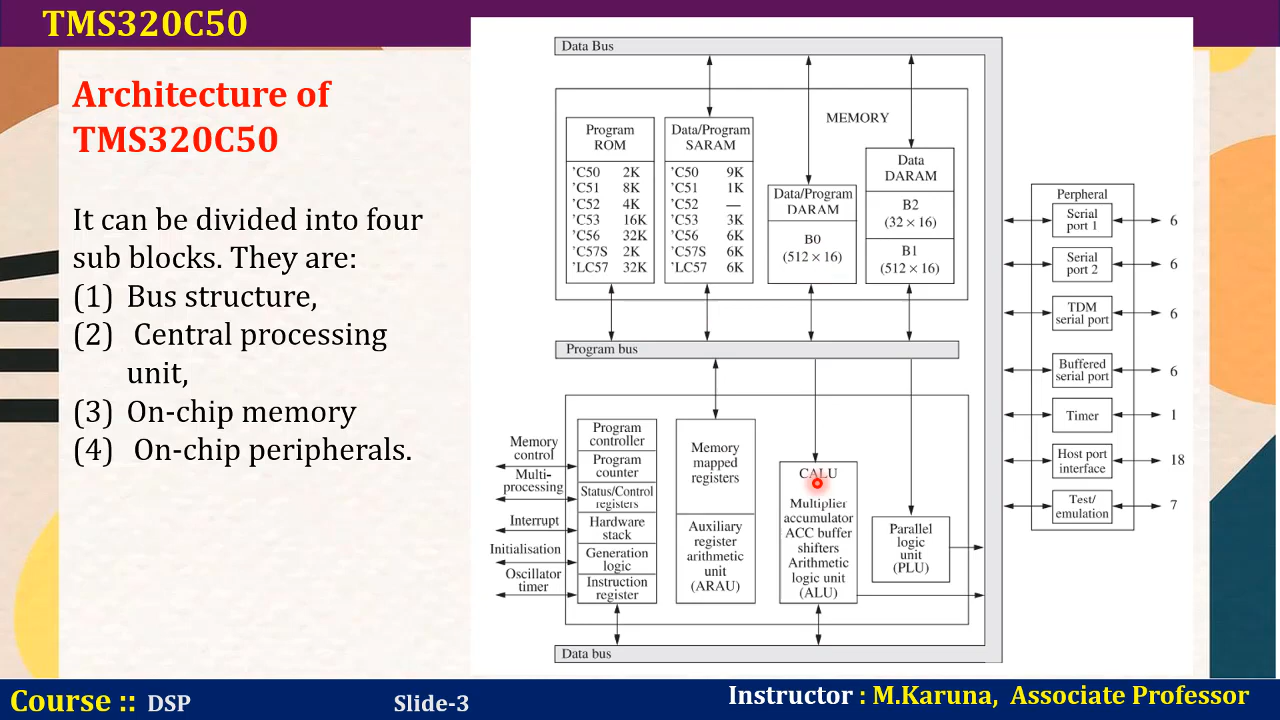 TMS320C50
Architecture of
TMS320C50
It can be divided into four
sub blocks. They are:
(1) Bus structure,
(2) Central processing
unit,
(3) On-chip memory
(4) On-chip peripherals.
Data Bus
MEMORY
Program
ROM
'C50 2K
'C51 8K
'C52 4K
'C53 16K
'C56 32K
'C57S 2K
'LC57 32K
Data/Program
SARAM
'C50 9K
'C51 1K
'C52 —
'C53 3K
'C56 6K
'C57S 6K
'LC57 6K
Data/Program
DARAM
B0
(512 × 16)
Data
DARAM
B2
(32 × 16)
B1
(512 × 16)
Program bus
Memory
control
Multi-
processing
Interrupt
Initialisation
Oscillator
timer
Program
controller
Program
counter
Status/Control
registers
Hardware
stack
Generation
logic
Instruction
register
Memory
mapped
registers
Auxiliary
register
arithmetic
unit
(ARAU)
CALU
Multiplier
accumulator
ACC buffer
shifters
Arithmetic
logic unit
(ALU)
Parallel
logic
unit
(PLU)
Data bus
Perpheral
Serial
port 1
6
Serial
port 2
6
TDM
serial port
6
Buffered
serial port
6
Timer
1
Host port
interface
18
Test/
emulation
7
Course :: DSP
Slide-3
Instructor : M.Karuna, Associate Professor